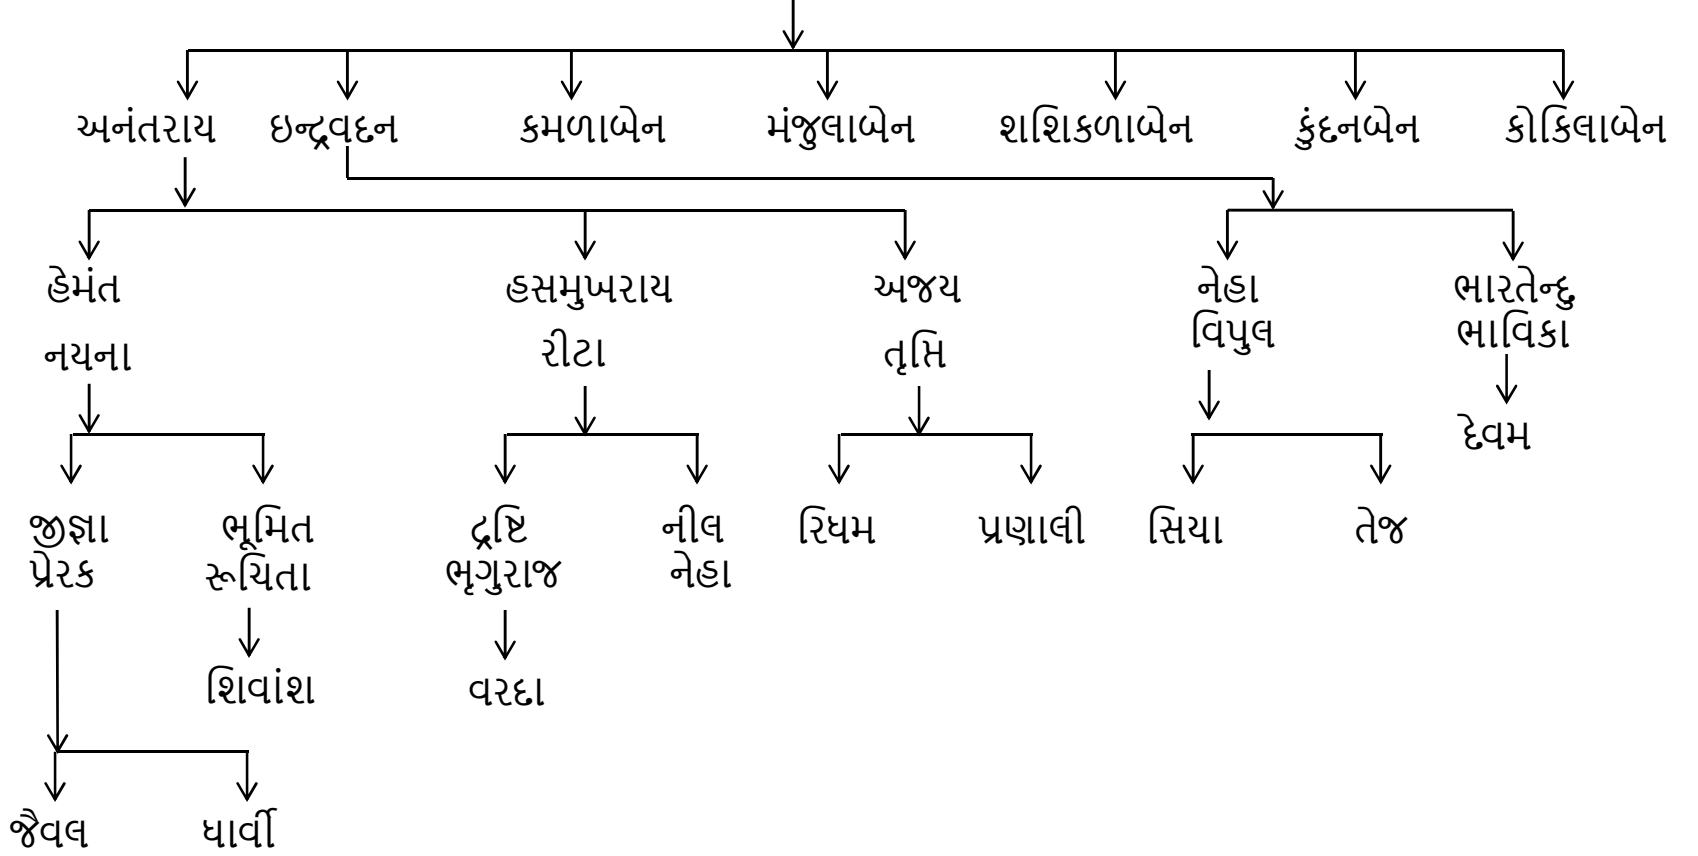 અનંતરાય ઇન્દ્રવદન કમળાબેન મંજુલાબેન શશિકળાબેન કુંદનબેન કોકિલાબેન
હેમંત હસમુખરાય અજય નેહા ભારતેન્દુ
વિપુલ ભાવિકા
નયના રીટા તૃપ્તિ
દેવમ
જીજ્ઞા ભૂમિત દ્રષ્ટિ નીલ રિધમ પ્રણાલી સિયા તેજ
પ્રેરક રૂચિતા ભૃગુરાજ નેહા
શિવાંશ વરદા
જૈવલ ધાર્વી